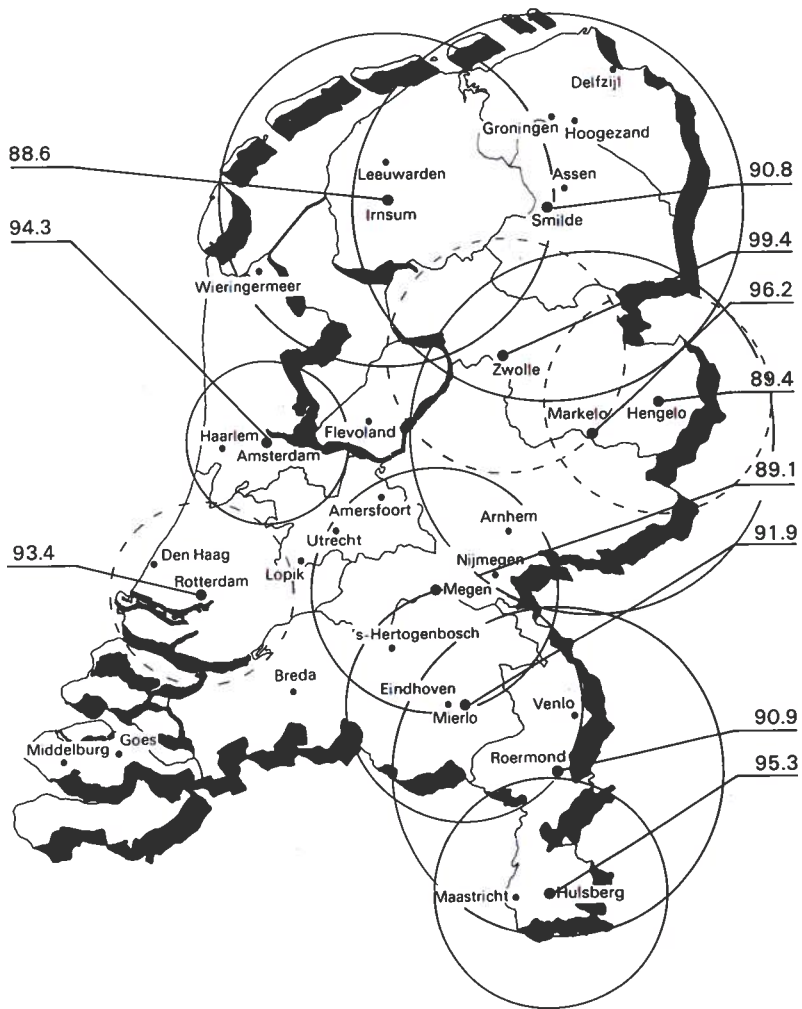 Delfzijl
Groningen
Hoogezand
88.6
Leeuwarden
Assen
90.8
Irnsum
Smilde
94.3
99.4
Wieringermeer
96.2
Zwolle
89.4
Markelo
Hengelo
Haarlem
Flevoland
Amsterdam
89.1
Amersfoort
Arnhem
Utrecht
91.9
93.4
Den Haag
Nijmegen
Lopik
Rotterdam
Megen
's-Hertogenbosch
Breda
Eindhoven
Venlo
Mierlo
90.9
Goes
Middelburg
Roermond
95.3
Maastricht
Hulsberg